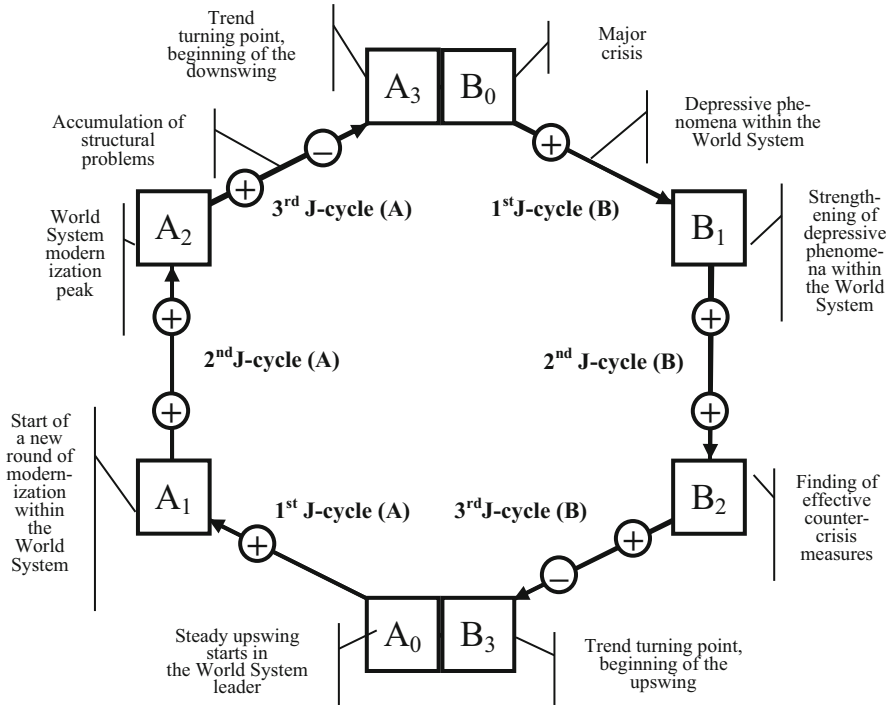 Trend
turning point,
beginning of the
downswing
A₃
B₀
Major
crisis
Accumulation of
structural
problems
+
−
+
Depressive phe-
nomena within the
World System
3ʳᵈ J-cycle (A)
1ˢᵗJ-cycle (B)
World
System
modern
ization
peak
A₂
B₁
Strength-
ening of
depressive
phenome-
na within
the World
System
+
+
2ⁿᵈJ-cycle (A)
2ⁿᵈ J-cycle (B)
+
+
Start of
a new
round of
modern-
ization
within
the
World
System
A₁
1ˢᵗ J-cycle (A)
3ʳᵈJ-cycle (B)
B₂
Finding of
effective
counter-
crisis
measures
+
+
−
Steady upswing
starts in
the World System
leader
A₀
B₃
Trend turning point,
beginning of the
upswing